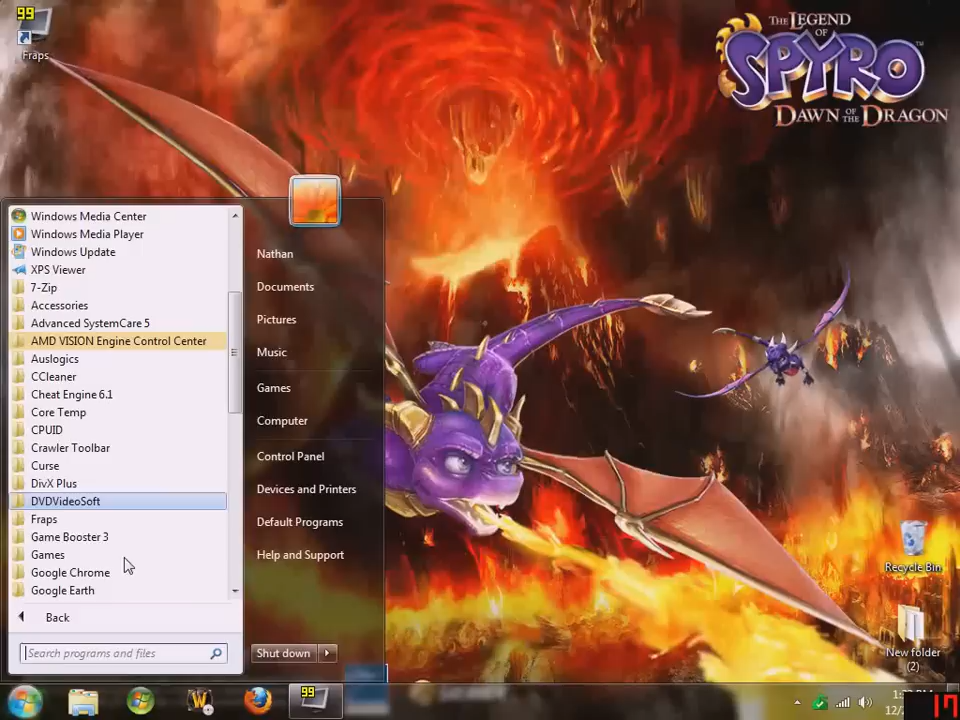 99
Fraps
THE LEGEND
OF
SPYRO™
DAWN OF THE DRAGON
Windows Media Center
Windows Media Player
Windows Update
XPS Viewer
7-Zip
Accessories
Advanced SystemCare 5
AMD VISION Engine Control Center
Auslogics
CCleaner
Cheat Engine 6.1
Core Temp
CPUID
Crawler Toolbar
Curse
DivX Plus
DVDVideoSoft
Fraps
Game Booster 3
Games
Google Chrome
Google Earth
Back
Search programs and files
Nathan
Documents
Pictures
Music
Games
Computer
Control Panel
Devices and Printers
Default Programs
Help and Support
Shut down
Recycle Bin
New folder
(2)
99
17